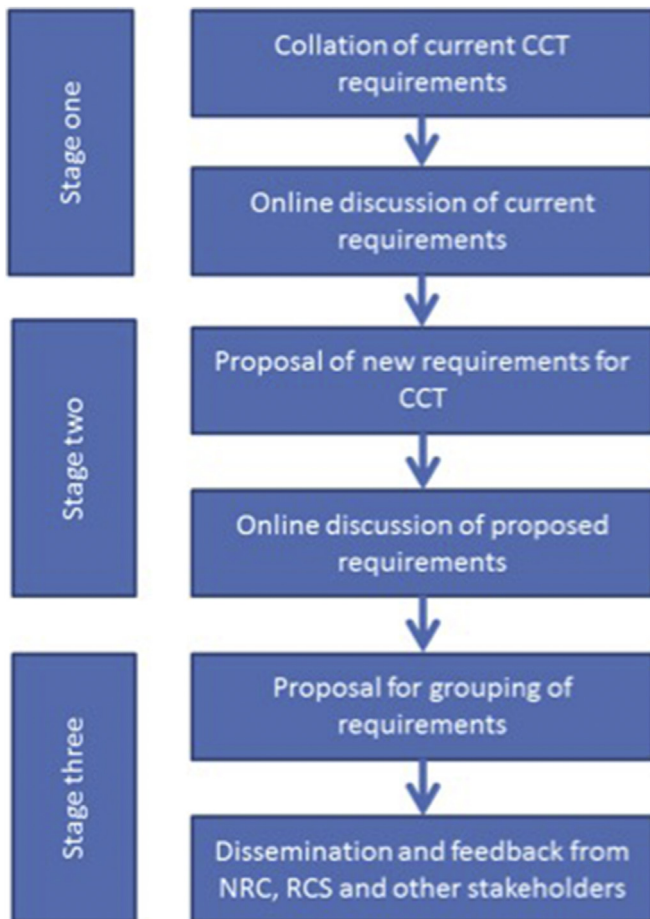 Stage one
Collation of current CCT
requirements
Online discussion of current
requirements
Stage two
Proposal of new requirements for
CCT
Online discussion of proposed
requirements
Stage three
Proposal for grouping of
requirements
Dissemination and feedback from
NRC, RCS and other stakeholders